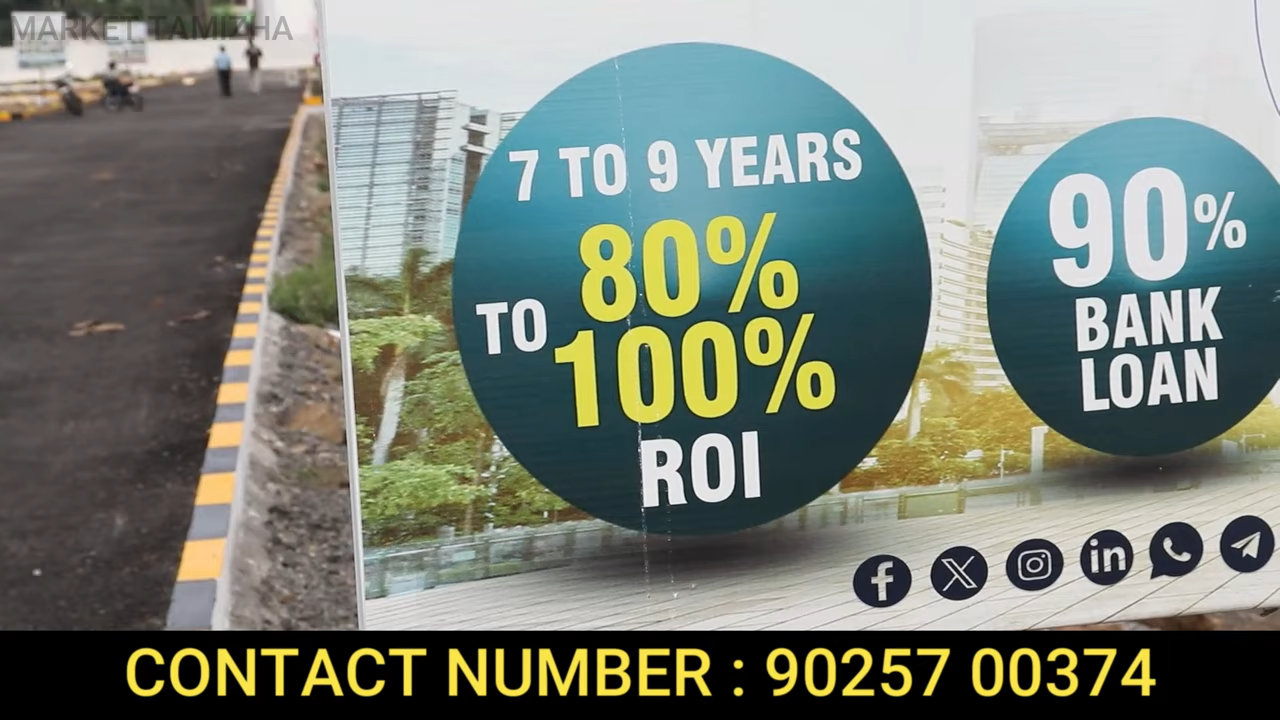 MARKET TAMIZHA
7 TO 9 YEARS
80%
TO 100%
ROI
90%
BANK
LOAN
CONTACT NUMBER : 90257 00374